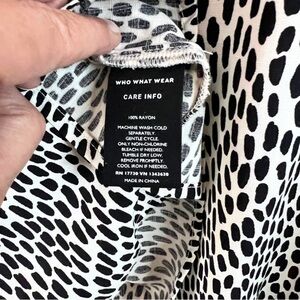 WHO WHAT WEAR
CARE INFO
100% RAYON
MACHINE WASH COLD
SEPARATELY.
GENTLE CYCLE.
ONLY NON-CHLORINE
BLEACH IF NEEDED.
TUMBLE DRY LOW.
REMOVE PROMPTLY.
COOL IRON IF NEEDED.
RN 17730 VN 1363630
MADE IN CHINA